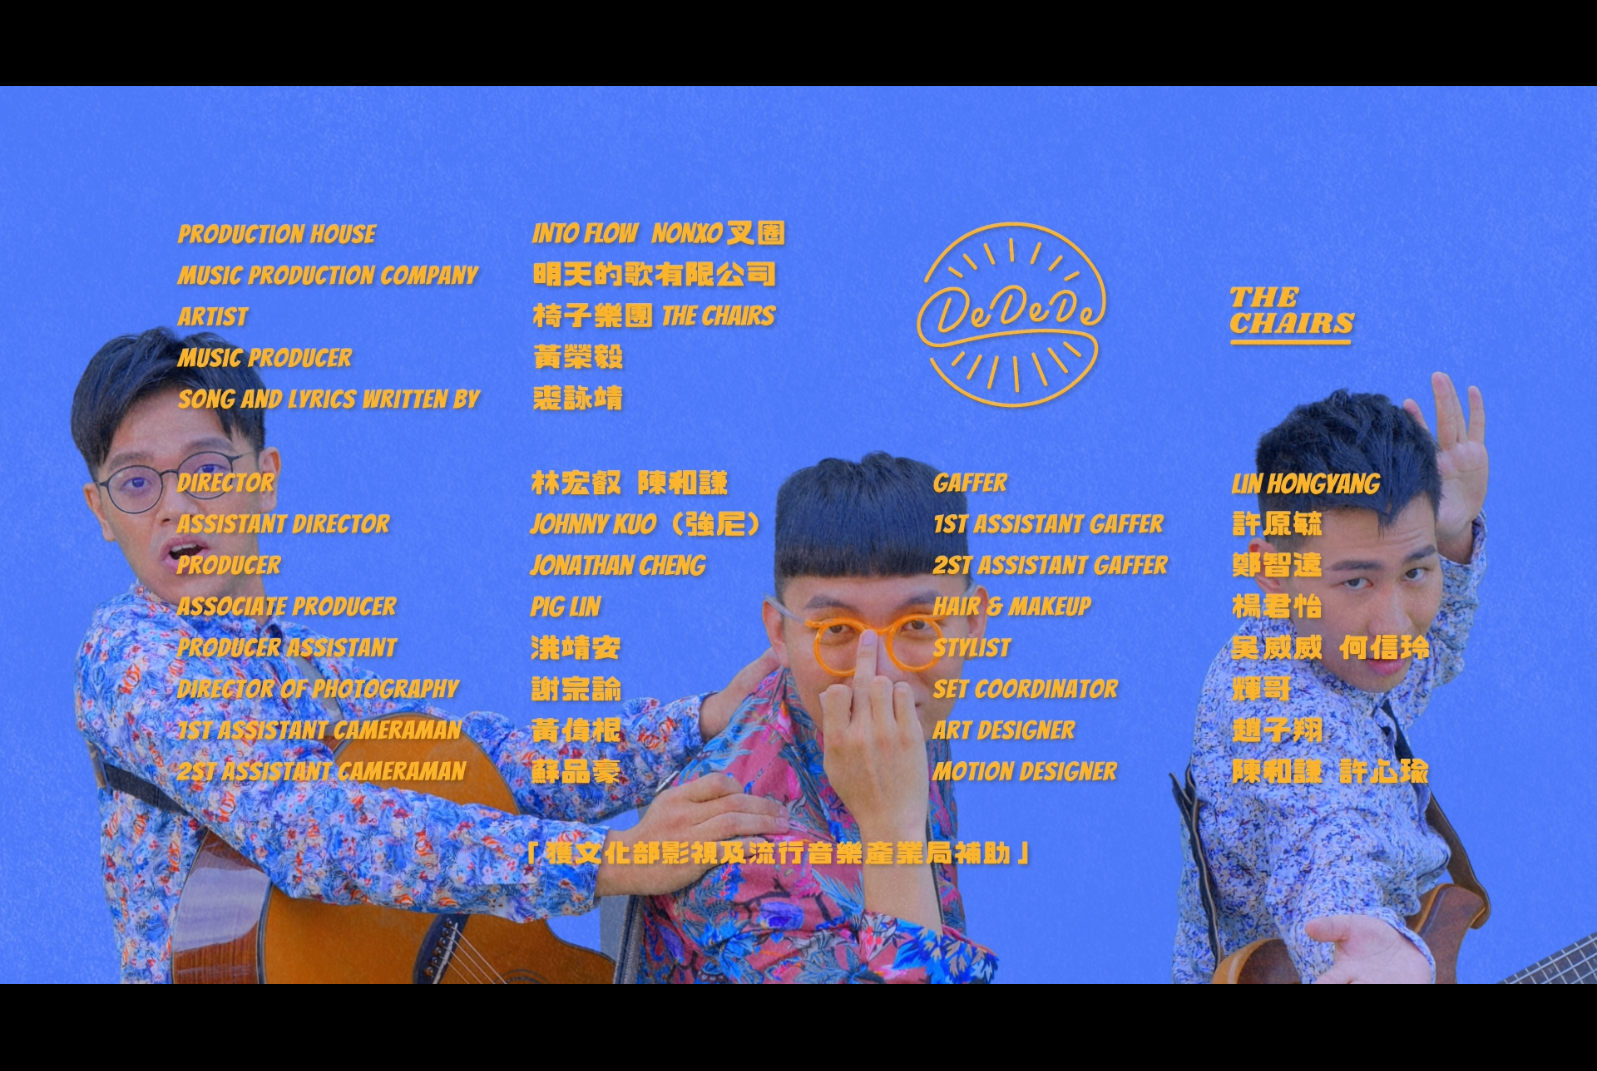 PRODUCTION HOUSE INTO FLOW NONXO 叉圈
MUSIC PRODUCTION COMPANY 明天的歌有限公司
ARTIST 椅子樂團 THE CHAIRS
MUSIC PRODUCER 黃榮毅
SONG AND LYRICS WRITTEN BY 裘詠靖
DeDeDe
THE
CHAIRS
DIRECTOR 林宏叡 陳和謙
ASSISTANT DIRECTOR JOHNNY KUO（強尼）
PRODUCER JONATHAN CHENG
ASSOCIATE PRODUCER PIG LIN
PRODUCER ASSISTANT 洪靖安
DIRECTOR OF PHOTOGRAPHY 謝宗諭
1ST ASSISTANT CAMERAMAN 黃偉根
2ST ASSISTANT CAMERAMAN 蘇品豪
GAFFER LIN HONGYANG
1ST ASSISTANT GAFFER 許原毓
2ST ASSISTANT GAFFER 鄭智遠
HAIR & MAKEUP 楊君怡
STYLIST 吳威威 何信玲
SET COORDINATOR 輝哥
ART DESIGNER 趙子翔
MOTION DESIGNER 陳和謙 許心瑜
「獲文化部影視及流行音樂產業局補助」